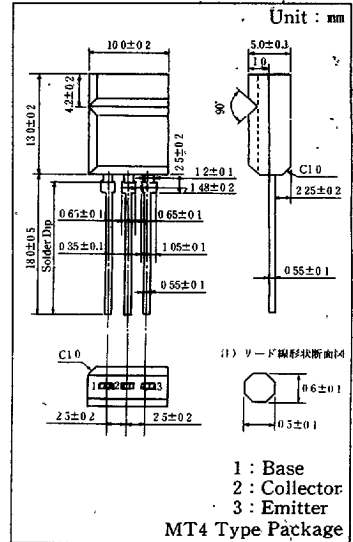 Unit : mm
10.0±0.2
5.0±0.3
1.0
4.2±0.2
13.0±0.2
90°
2.5±0.2
1.2±0.1
C1.0
1.48±0.2
2.25±0.2
0.65±0.1
0.65±0.1
18.0±0.5
Solder Dip
0.35±0.1
1.05±0.1
0.55±0.1
0.55±0.1
C1.0
注) リード線形状断面図
1 2 3
0.6±0.1
2.5±0.2
2.5±0.2
0.5±0.1
1 : Base
2 : Collector
3 : Emitter
MT4 Type Package